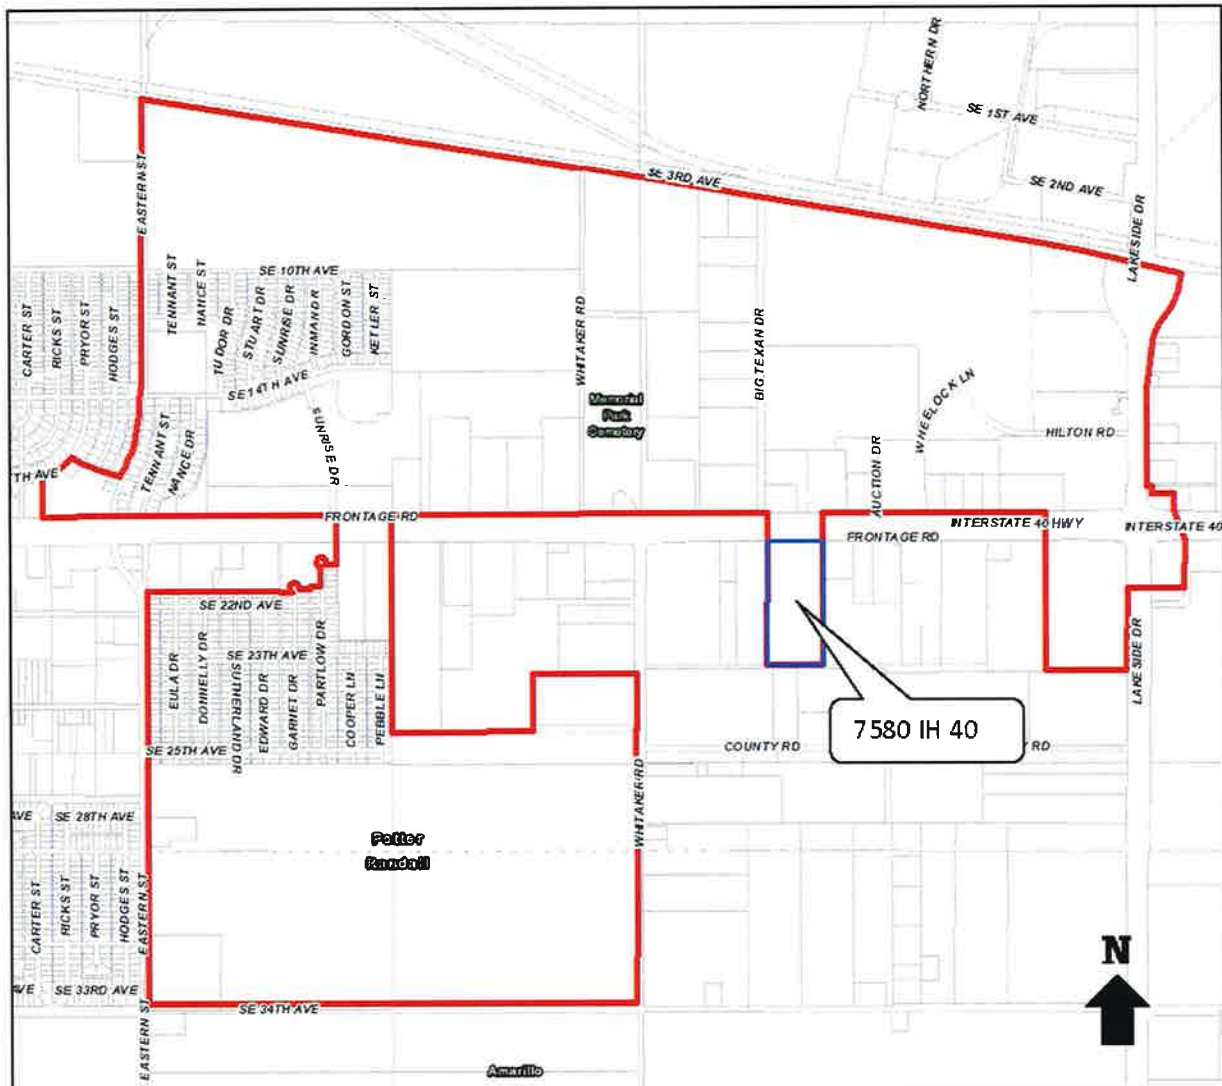 NORTHERN DR
SE 1ST AVE
SE 2ND AVE
SE 3RD AVE
LAKESIDE DR
EASTERN ST
SE 10TH AVE
TENNANT ST
NANCE ST
TUDOR DR
STUART DR
SUNRISE DR
INMAN DR
GORDON ST
KETLER ST
CARTER ST
RICKS ST
PRYOR ST
HODGES ST
WHITAKER RD
BIG TEXAN DR
SE 14TH AVE
SUNRISE DR
Memorial
Park
Cemetery
WHEELOCK LN
HILTON RD
AUCTION DR
TH AVE
TENNANT ST
NANCE DR
FRONTAGE RD
INTERSTATE 40 HWY
INTERSTATE 40
FRONTAGE RD
SE 22ND AVE
EULA DR
DONNELLY DR
SUTHERLAND DR
SE 23TH AVE
EDWARD DR
GARNET DR
PARTLOW DR
COOPER LN
PEBBLE LN
LAKESIDE DR
7580 IH 40
SE 25TH AVE
COUNTY RD
Y RD
WHITAKER RD
AVE
SE 28TH AVE
Potter
Randall
CARTER ST
RICKS ST
PRYOR ST
HODGES ST
EASTERN ST
N
AVE
SE 33RD AVE
SE 34TH AVE
EASTERN ST
Amarillo